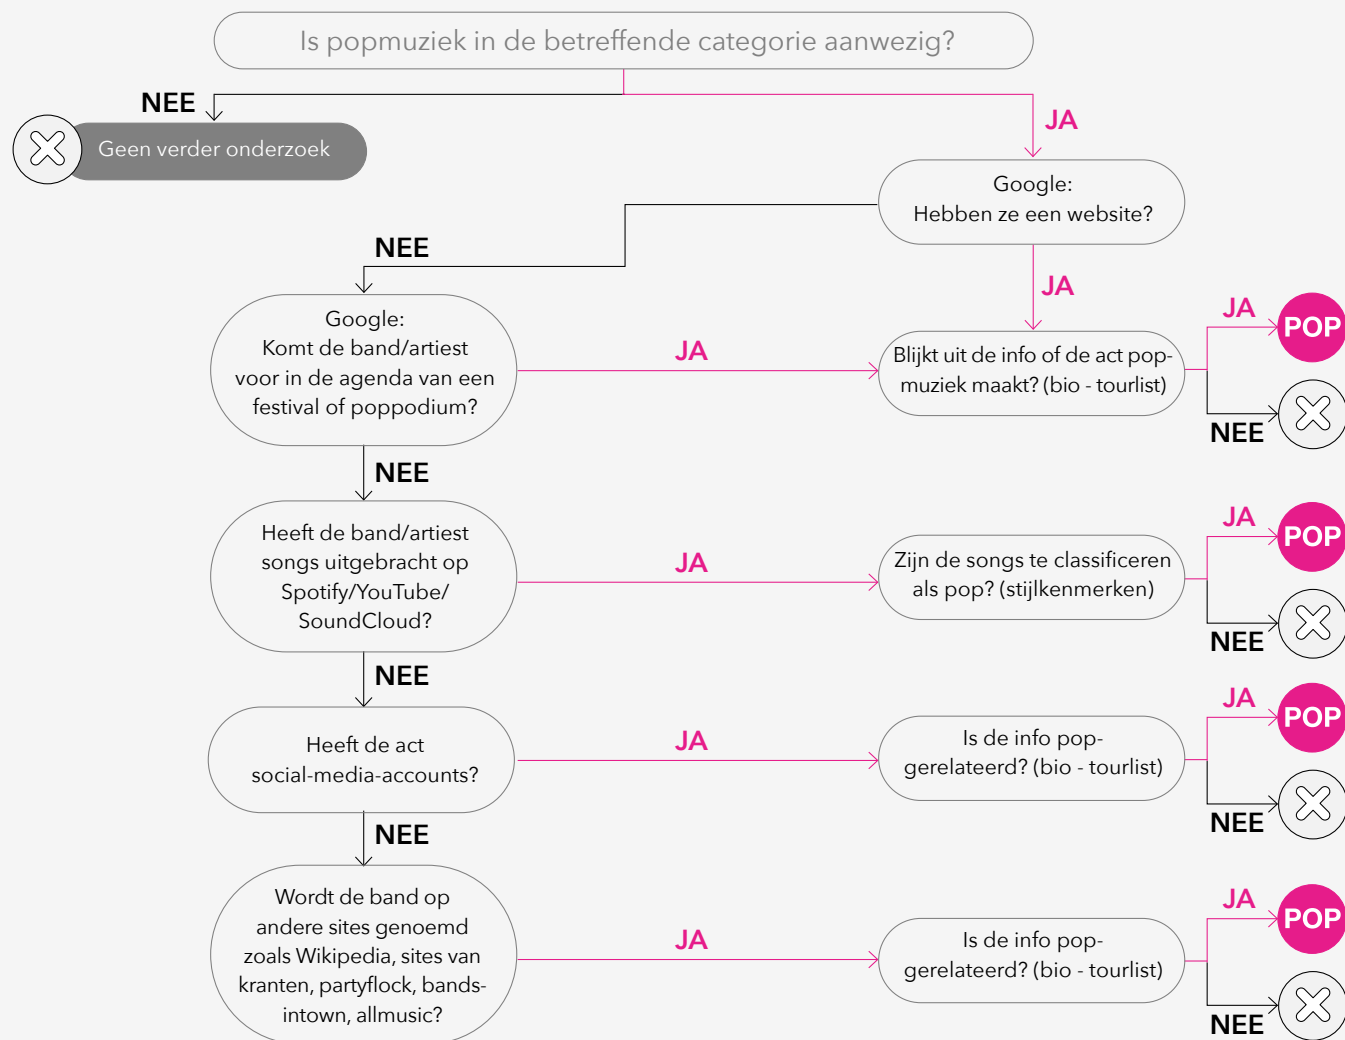 Is popmuziek in de betreffende categorie aanwezig?
NEE
JA
Geen verder onderzoek
Google:
Hebben ze een website?
NEE
JA
Google:
Komt de band/artiest
voor in de agenda van een
festival of poppodium?
JA
Blijkt uit de info of de act pop-
muziek maakt? (bio - tourlist)
JA
POP
NEE
NEE
Heeft de band/artiest
songs uitgebracht op
Spotify/YouTube/
SoundCloud?
JA
Zijn de songs te classificeren
als pop? (stijlkenmerken)
JA
POP
NEE
NEE
Heeft de act
social-media-accounts?
JA
Is de info pop-
gerelateerd? (bio - tourlist)
JA
POP
NEE
NEE
Wordt de band op
andere sites genoemd
zoals Wikipedia, sites van
kranten, partyflock, bands-
intown, allmusic?
JA
Is de info pop-
gerelateerd? (bio - tourlist)
JA
POP
NEE